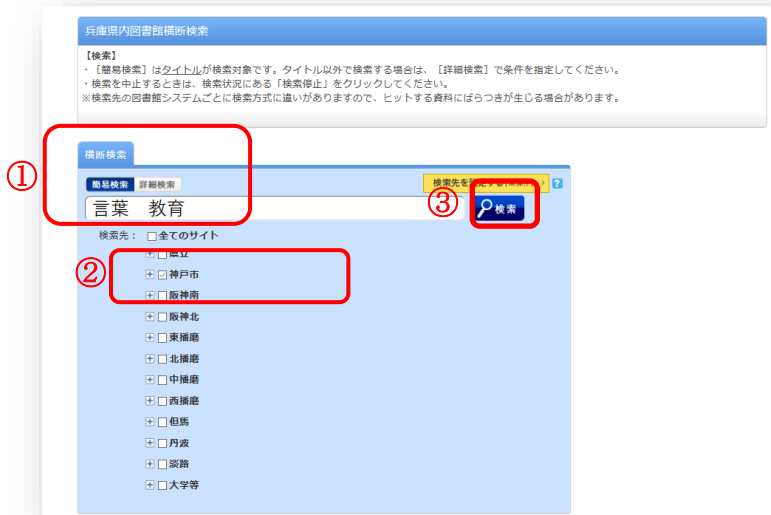 兵庫県内図書館横断検索
【検索】
・［簡易検索］はタイトルが検索対象です。タイトル以外で検索する場合は、［詳細検索］で条件を指定してください。
・検索を中止するときは、検索状況にある「検索停止」をクリックしてください。
※検索先の図書館システムごとに検索方式に違いがありますので、ヒットする資料にばらつきが生じる場合があります。
①
横断検索
簡易検索 詳細検索
検索先を
?
言葉　教育
③
検索
検索先： 全てのサイト
県立
②
神戸市
阪神南
阪神北
東播磨
北播磨
中播磨
西播磨
但馬
丹波
淡路
大学等